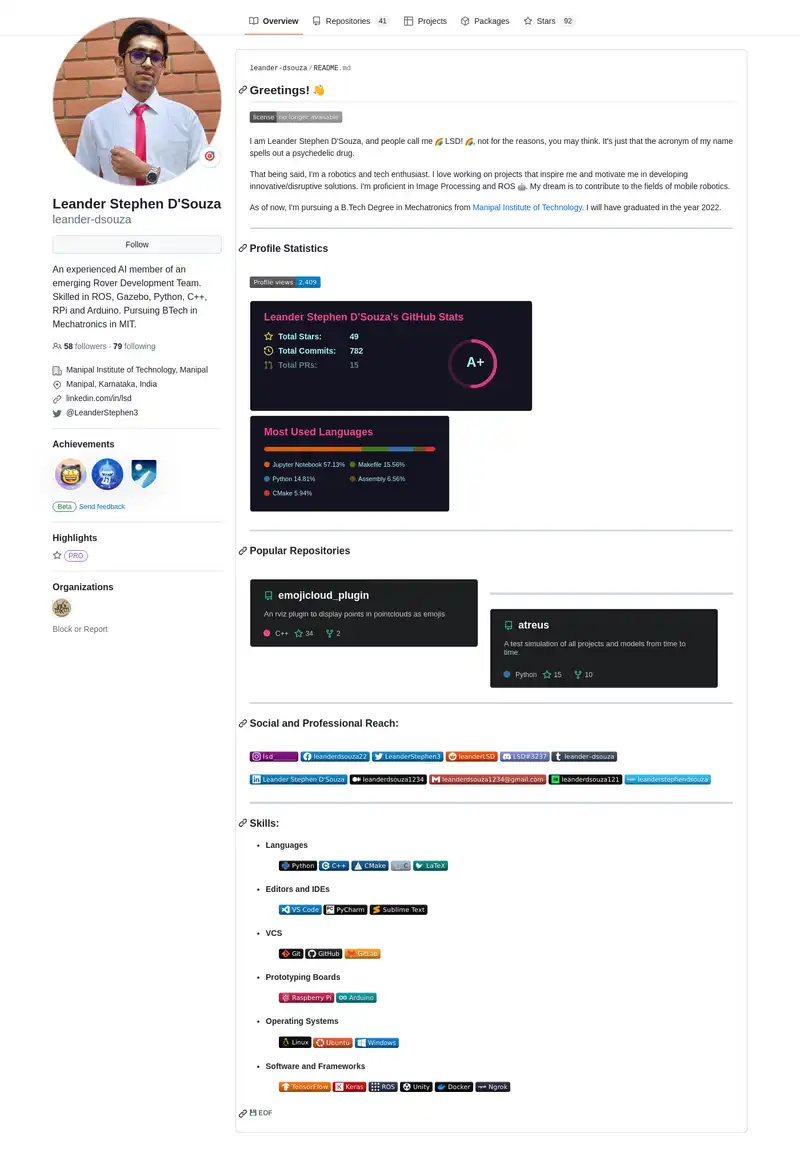 Overview
Repositories 41
Projects
Packages
Stars 92
Leander Stephen D'Souza
leander-dsouza
Follow
An experienced AI member of an
emerging Rover Development Team.
Skilled in ROS, Gazebo, Python, C++,
RPi and Arduino. Pursuing BTech in
Mechatronics in MIT.
58 followers · 79 following
Manipal Institute of Technology, Manipal
Manipal, Karnataka, India
linkedin.com/in/lsd
@LeanderStephen3
Achievements
Beta Send feedback
Highlights
PRO
Organizations
Block or Report
leander-dsouza/README.md
Greetings! 👋
license no longer available
I am Leander Stephen D'Souza, and people call me 🌈 LSD! 🌈, not for the reasons, you may think. It's just that the acronym of my name
spells out a psychedelic drug.
That being said, I'm a robotics and tech enthusiast. I love working on projects that inspire me and motivate me in developing
innovative/disruptive solutions. I'm proficient in Image Processing and ROS 🤖. My dream is to contribute to the fields of mobile robotics.
As of now, I'm pursuing a B.Tech Degree in Mechatronics from Manipal Institute of Technology. I will have graduated in the year 2022.
Profile Statistics
Profile views 2,409
Leander Stephen D'Souza's GitHub Stats
Total Stars: 49
Total Commits: 782
Total PRs: 15
A+
Most Used Languages
Jupyter Notebook 57.13% Makefile 15.56%
Python 14.81% Assembly 6.56%
CMake 5.94%
Popular Repositories
emojicloud_plugin
An rviz plugin to display points in pointclouds as emojis
C++ 34 2
atreus
A test simulation of all projects and models from time to
time.
Python 15 10
Social and Professional Reach:
leanderdsouza22 LeanderStephen3 leanderLSD LSD#3237 leander-dsouza
Leander Stephen D'Souza leanderdsouza1234 leanderdsouza1234@gmail.com leanderdsouza121 leanderstephendsouza
Skills:
Languages
Python C++ CMake C LaTeX
Editors and IDEs
VS Code PyCharm Sublime Text
VCS
Git GitHub GitLab
Prototyping Boards
Raspberry Pi Arduino
Operating Systems
Linux Ubuntu Windows
Software and Frameworks
TensorFlow Keras ROS Unity Docker Ngrok
EOF